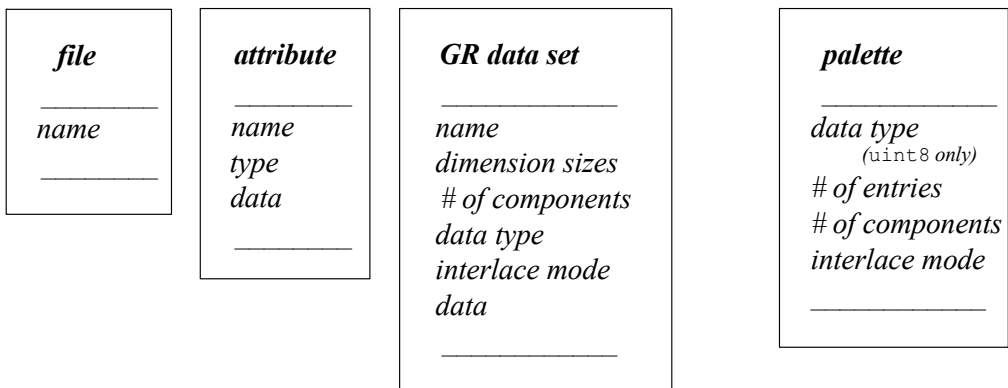 file
name
attribute
name
type
data
GR data set
name
dimension sizes
# of components
data type
interlace mode
data
palette
data type
(uint8 only)
# of entries
# of components
interlace mode